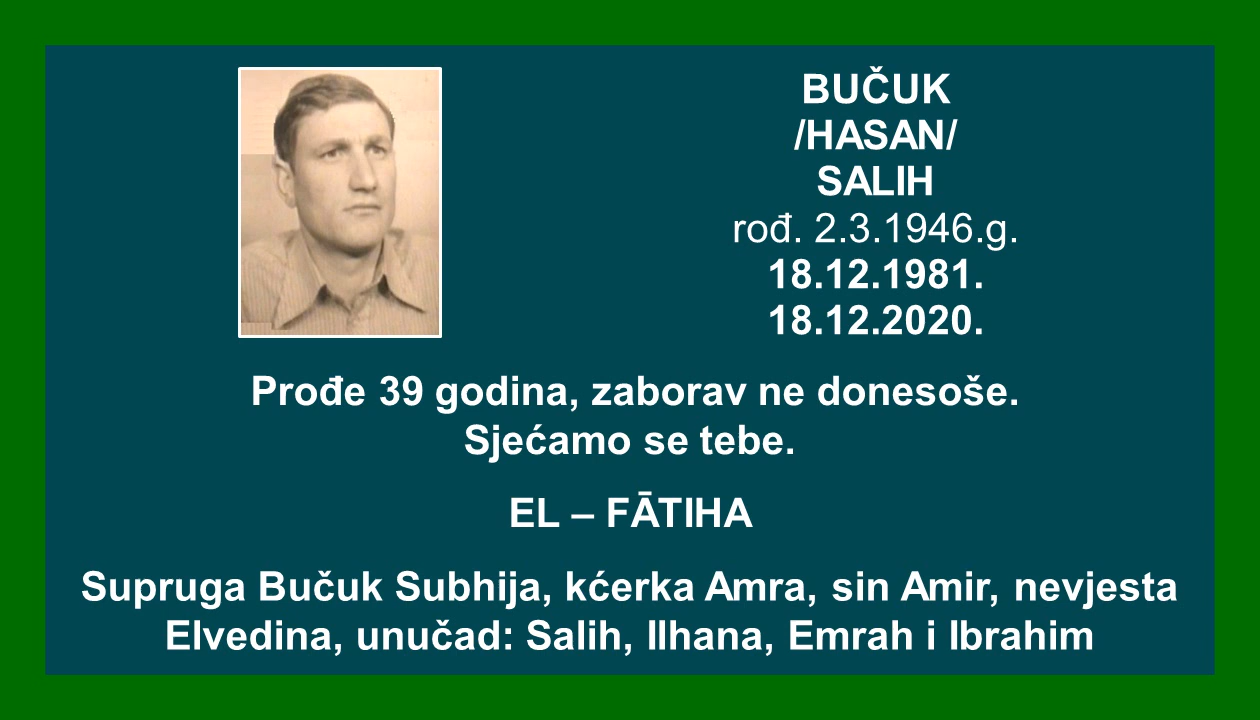 BUČUK
/HASAN/
SALIH
rođ. 2.3.1946.g.
18.12.1981.
18.12.2020.
Prođe 39 godina, zaborav ne donesoše.
Sjećamo se tebe.
EL – FĀTIHA
Supruga Bučuk Subhija, kćerka Amra, sin Amir, nevjesta
Elvedina, unučad: Salih, Ilhana, Emrah i Ibrahim